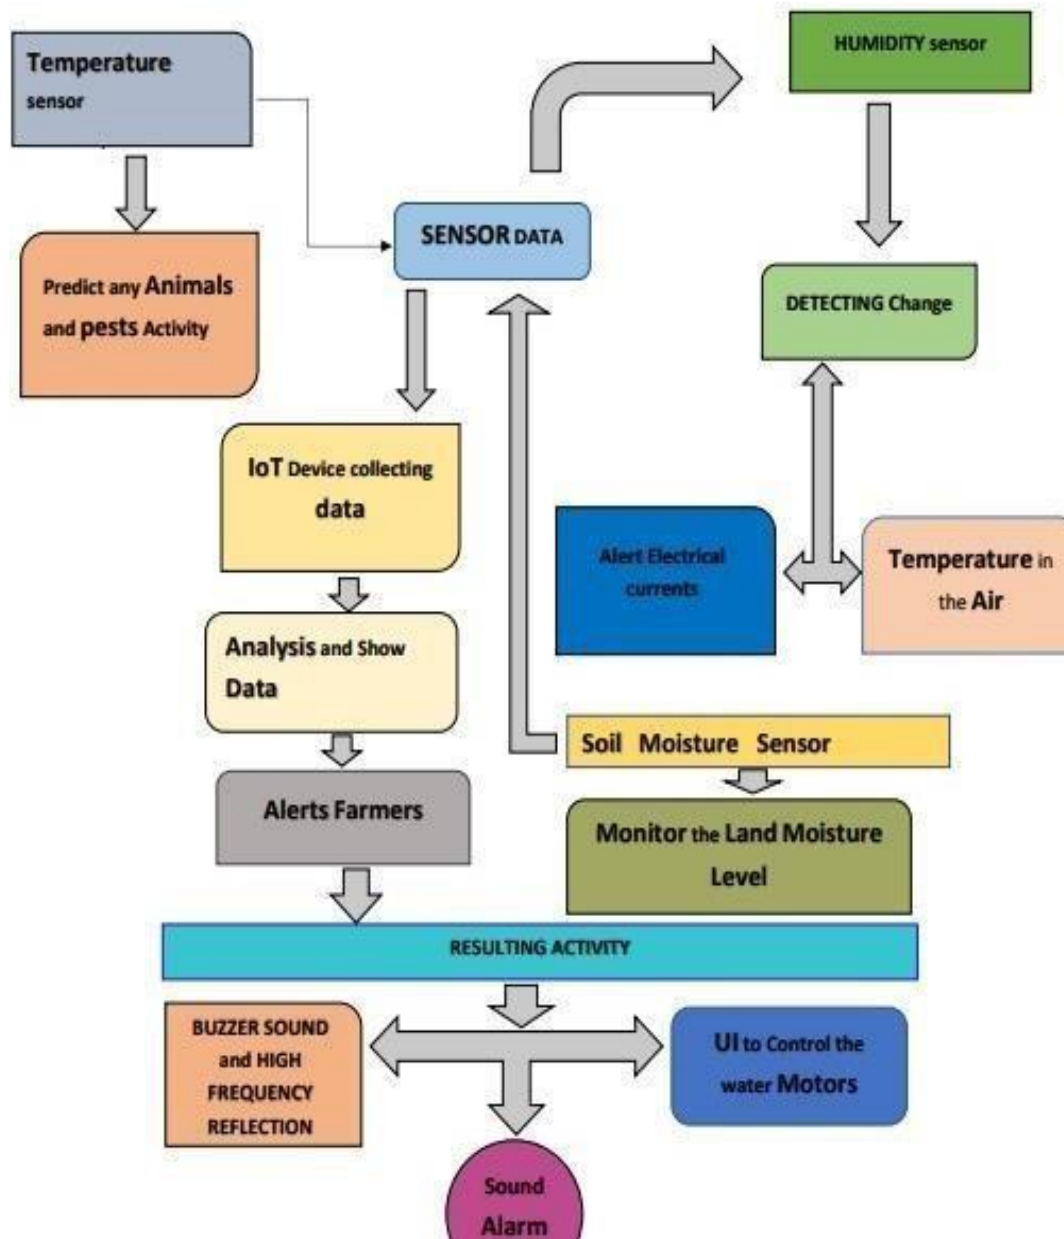 Temperature
sensor
HUMIDITY sensor
SENSOR DATA
Predict any Animals
and pests Activity
DETECTING Change
IoT Device collecting
data
Alert Electrical
currents
Temperature in
the Air
Analysis and Show
Data
Soil Moisture Sensor
Alerts Farmers
Monitor the Land Moisture
Level
RESULTING ACTIVITY
BUZZER SOUND
and HIGH
FREQUENCY
REFLECTION
UI to Control the
water Motors
Sound
Alarm